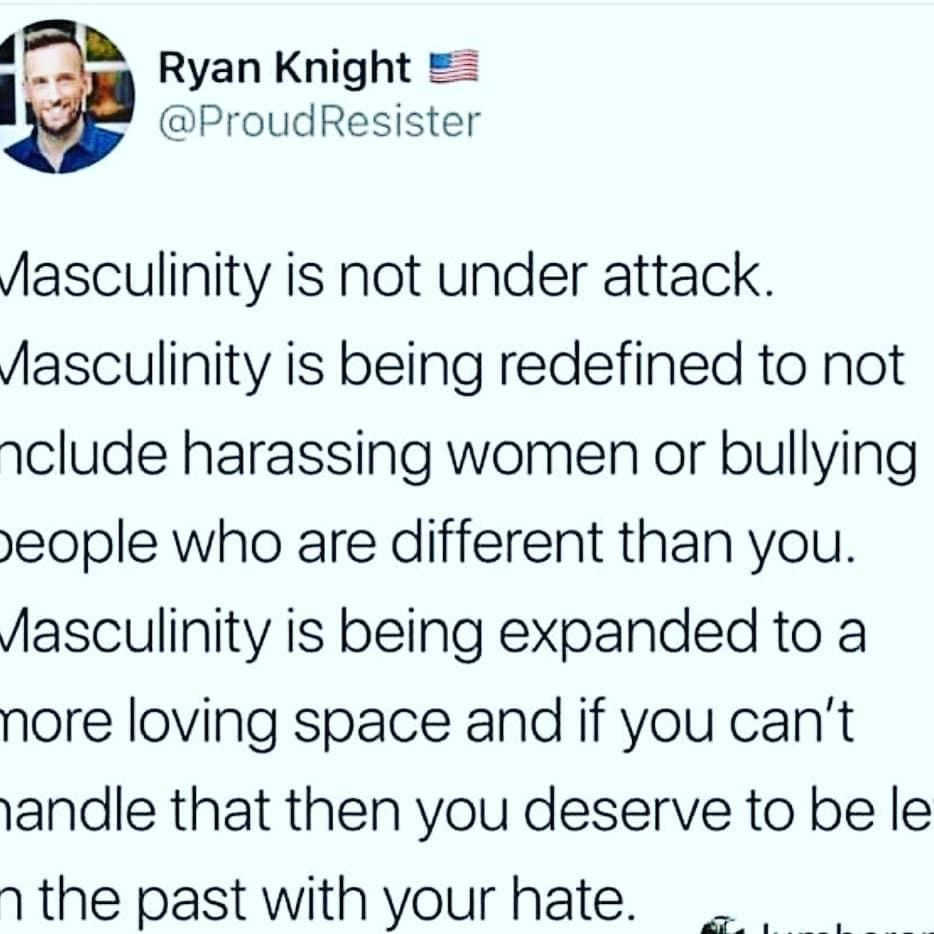 Ryan Knight 🇺🇸
@ProudResister
Masculinity is not under attack.
Masculinity is being redefined to not
nclude harassing women or bullying
people who are different than you.
Masculinity is being expanded to a
more loving space and if you can't
handle that then you deserve to be le
n the past with your hate.